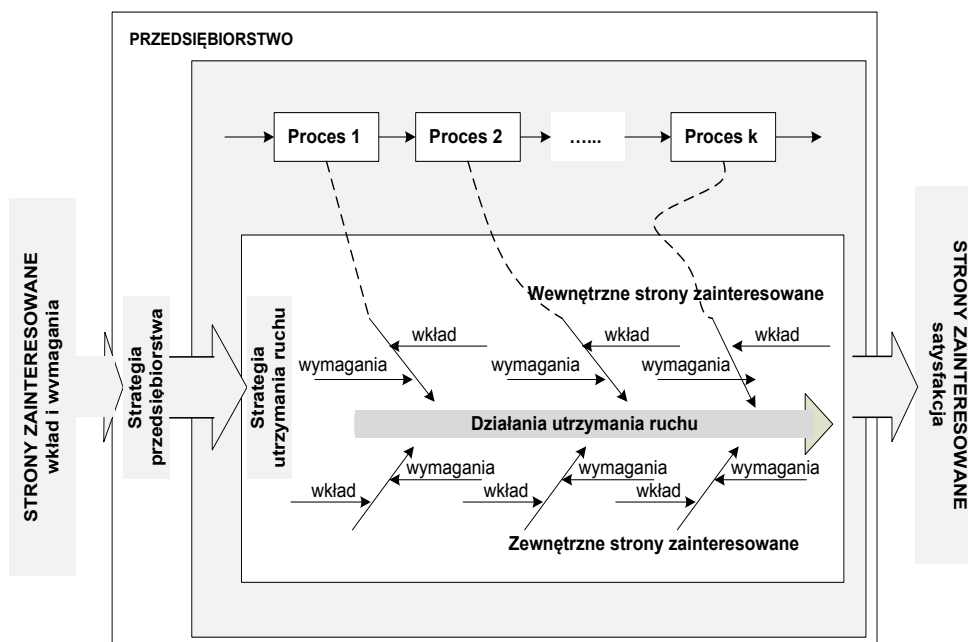 PRZEDSIĘBIORSTWO
Proces 1
Proces 2
…...
Proces k
STRONY ZAINTERESOWANE
wkład i wymagania
Strategia
przedsiębiorstwa
Strategia
utrzymania ruchu
Wewnętrzne strony zainteresowane
wkład
wkład
wkład
wymagania
wymagania
wymagania
Działania utrzymania ruchu
wymagania
wymagania
wymagania
wkład
wkład
wkład
Zewnętrzne strony zainteresowane
STRONY ZAINTERESOWANE
satysfakcja